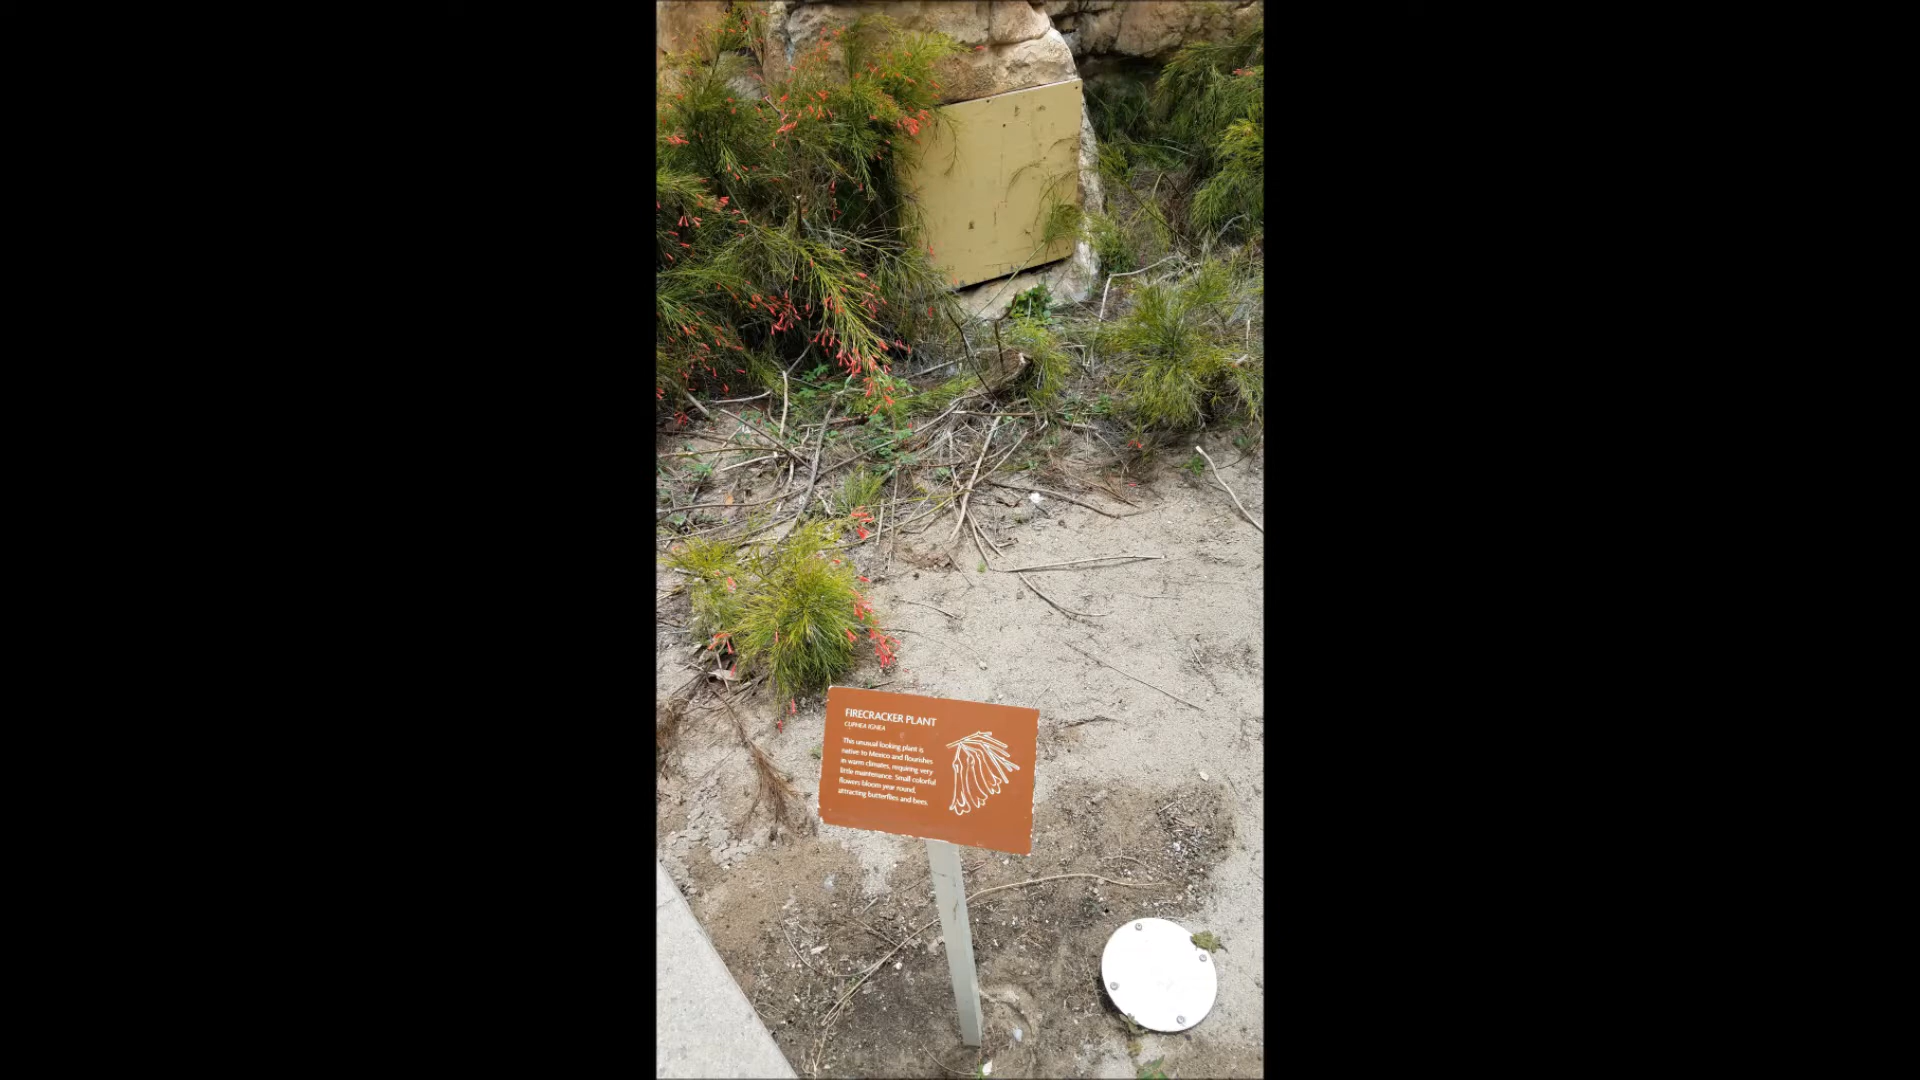 FIRECRACKER PLANT
CUPHEA IGNEA
This unusual looking plant is
native to Mexico and flourishes
in warm climates, requiring very
little maintenance. Small colorful
flowers bloom year round,
attracting butterflies and bees.